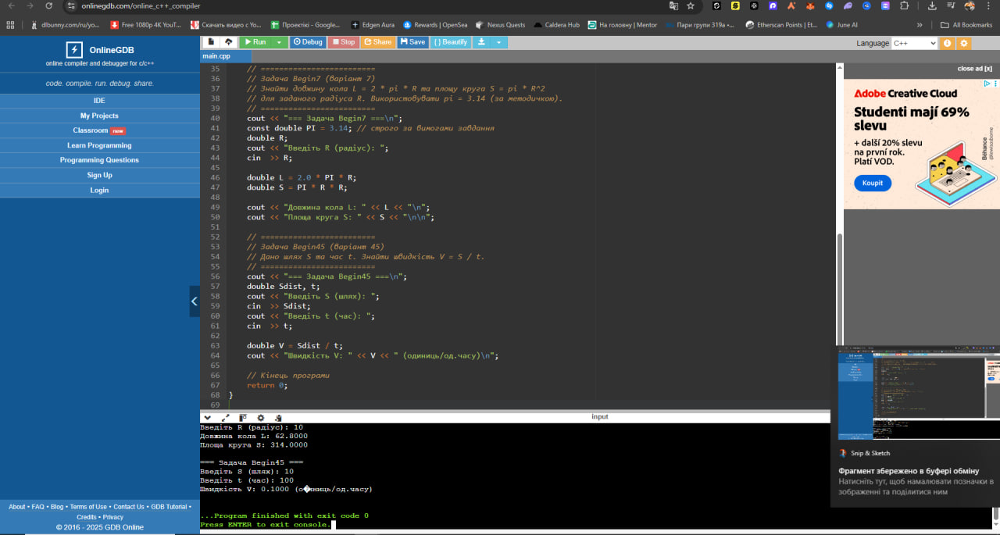 onlinegdb.com/online_c++_compiler
dlbunny.com/ru/yo...
Free 1080p 4K YouT...
Скачать видео с Yo...
Проектікі - Google...
Edgen Aura
Rewards | OpenSea
Nexus Quests
Caldera Hub
На головну | Mentor
Пари групи 319а •...
Etherscan Points | Et...
June AI
»
All Bookmarks
OnlineGDB
online compiler and debugger for c/c++
code. compile. run. debug. share.
IDE
My Projects
Classroom new
Learn Programming
Programming Questions
Sign Up
Login
About • FAQ • Blog • Terms of Use • Contact Us • GDB Tutorial •
Credits • Privacy
© 2016 - 2025 GDB Online
Run
Debug
Stop
Share
Save
{ } Beautify
Language C++
main.cpp
35 // =========================
36 // Задача Begin7 (варіант 7)
37 // Знайти довжину кола L = 2 * pi * R та площу круга S = pi * R^2
38 // для заданого радіуса R. Використовувати pi = 3.14 (за методичкою).
39 // =========================
40 cout << "=== Задача Begin7 ===\n";
41 const double PI = 3.14; // строго за вимогами завдання
42 double R;
43 cout << "Введіть R (радіус): ";
44 cin >> R;
45
46 double L = 2.0 * PI * R;
47 double S = PI * R * R;
48
49 cout << "Довжина кола L: " << L << "\n";
50 cout << "Площа круга S: " << S << "\n\n";
51
52 // =========================
53 // Задача Begin45 (варіант 45)
54 // Дано шлях S та час t. Знайти швидкість V = S / t.
55 // =========================
56 cout << "=== Задача Begin45 ===\n";
57 double Sdist, t;
58 cout << "Введіть S (шлях): ";
59 cin >> Sdist;
60 cout << "Введіть t (час): ";
61 cin >> t;
62
63 double V = Sdist / t;
64 cout << "Швидкість V: " << V << " (одиниць/од.часу)\n";
65
66 // Кінець програми
67 return 0;
68 }
69
input
Введіть R (радіус): 10
Довжина кола L: 62.8000
Площа круга S: 314.0000
=== Задача Begin45 ===
Введіть S (шлях): 10
Введіть t (час): 100
Швидкість V: 0.1000 (о�иниць/од.часу)
...Program finished with exit code 0
Press ENTER to exit console.
close ad [x]
Adobe Creative Cloud
Studenti mají 69%
slevu
+ další 20% slevu
na první rok.
Platí VOD.
Koupit
Behance
Snip & Sketch
Фрагмент збережено в буфері обміну
Натисніть тут, щоб намалювати позначки в
зображенні та поділитися ним